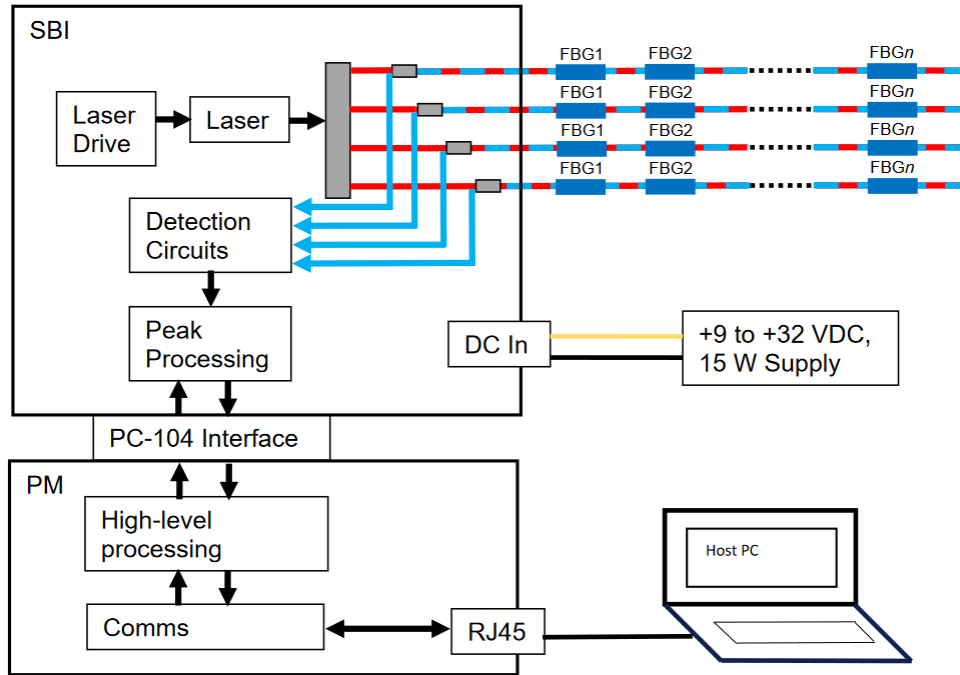 SBI
FBG1 FBG2 FBGn
FBG1 FBG2 FBGn
FBG1 FBG2 FBGn
FBG1 FBG2 FBGn
Laser
Drive
Laser
Detection
Circuits
Peak
Processing
DC In
+9 to +32 VDC,
15 W Supply
PC-104 Interface
PM
High-level
processing
Comms
RJ45
Host PC